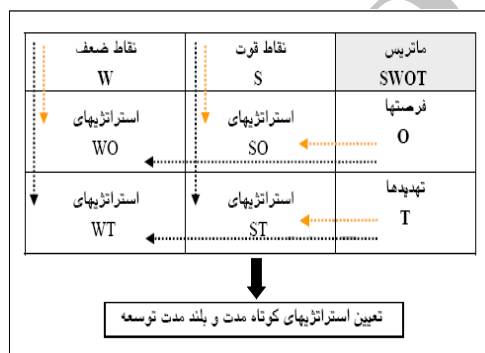 ماتریس
SWOT
نقاط قوت
S
نقاط ضعف
W
فرصتها
O
استراتژیهای
SO
استراتژیهای
WO
تهدیدها
T
استراتژیهای
ST
استراتژیهای
WT
تعیین استراتژیهای کوتاه مدت و بلند مدت توسعه